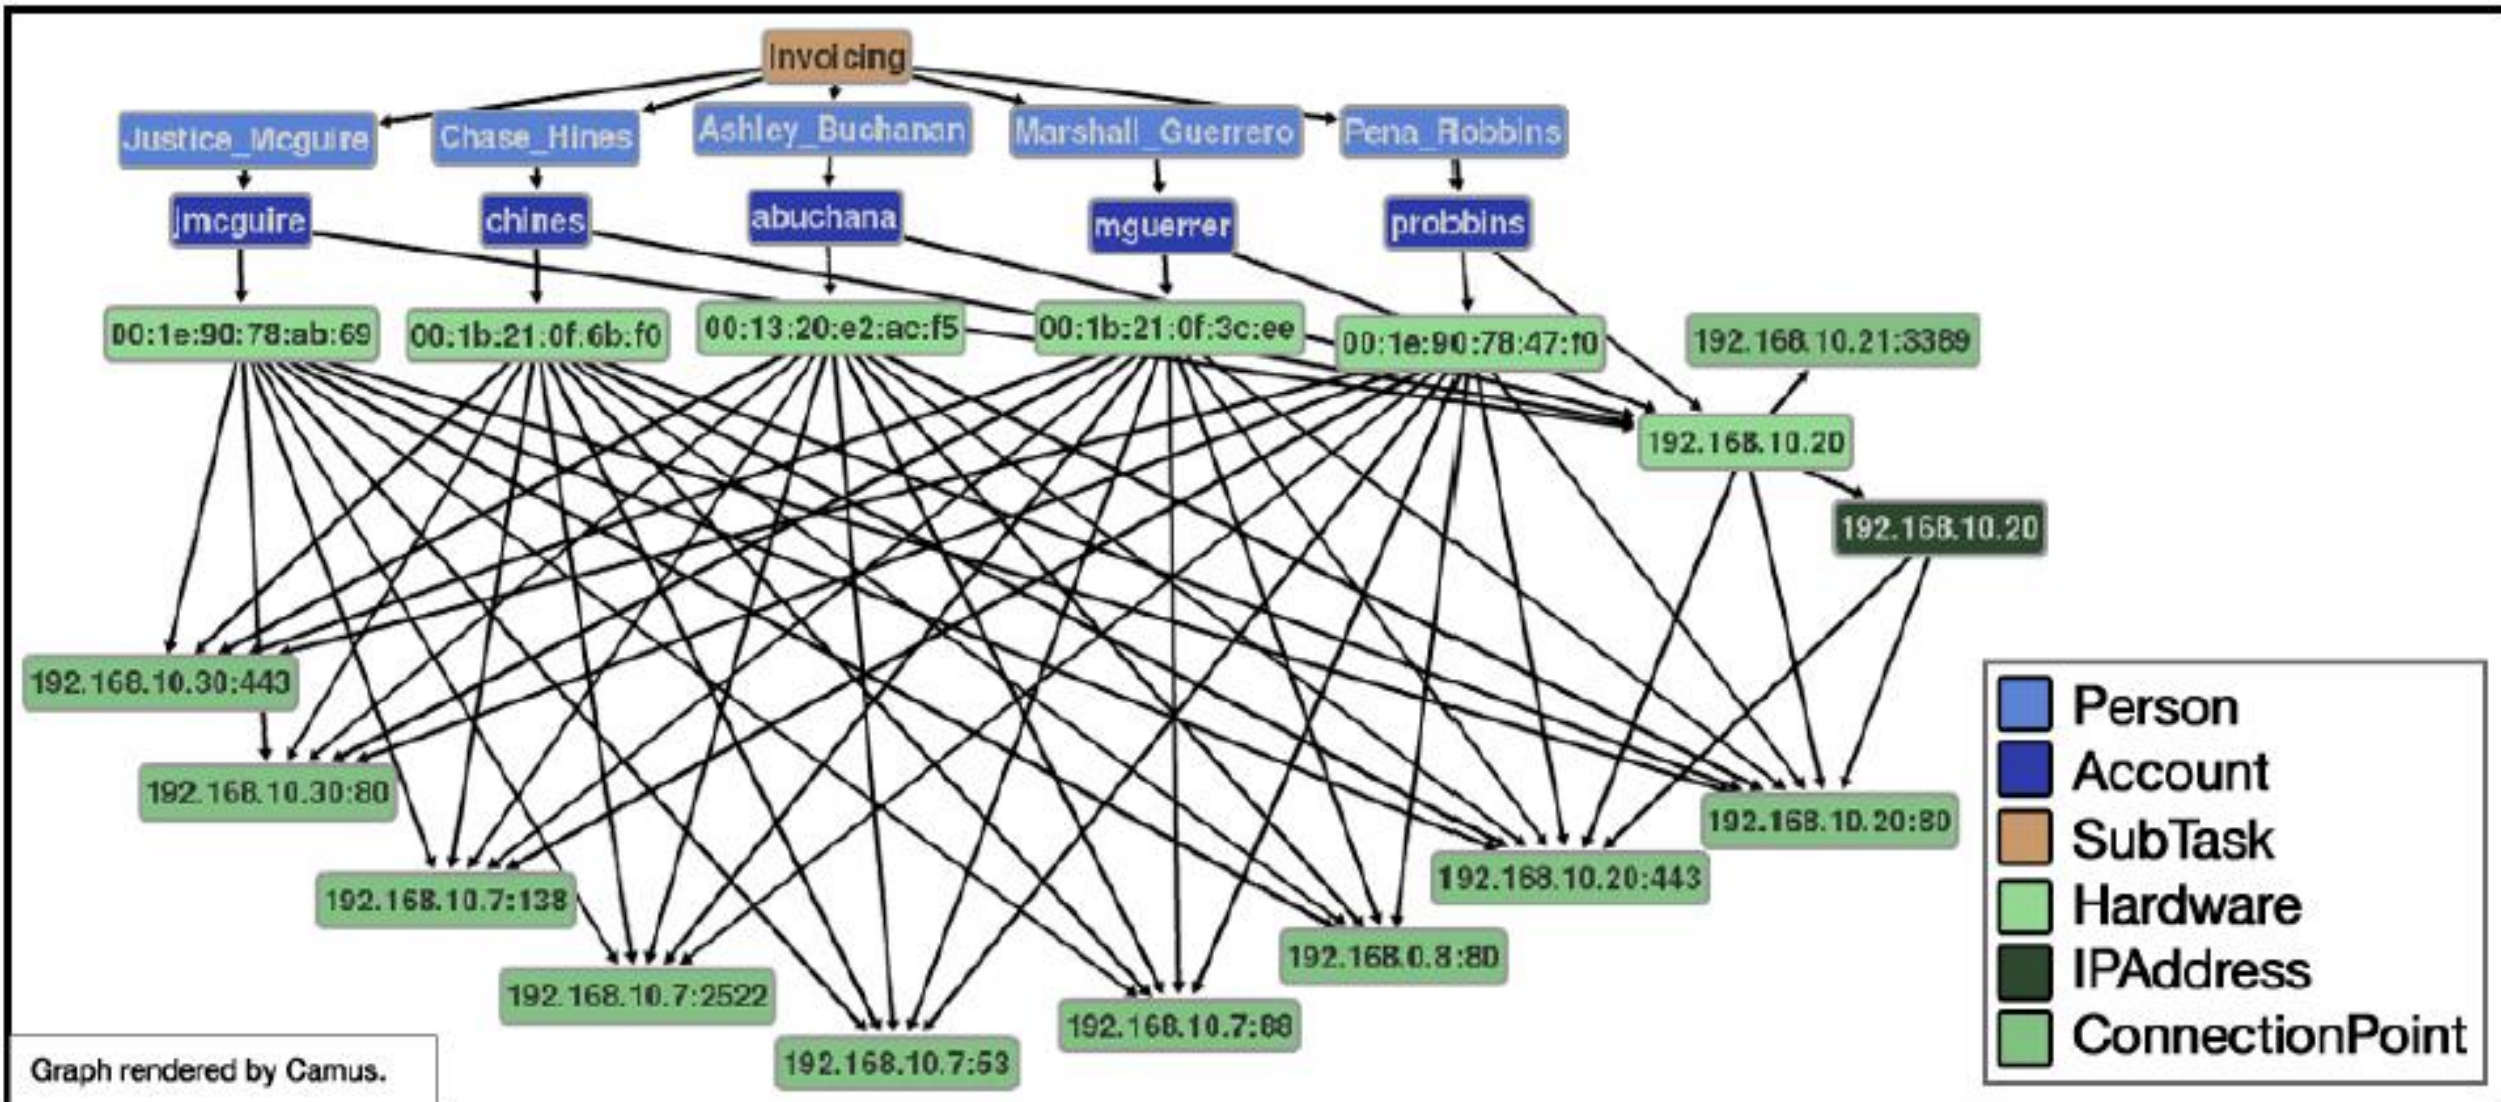 Invoicing
Justice_Mcguire
Chase_Hines
Ashley_Buchanan
Marshall_Guerrero
Pena_Robbins
jmcguire
chines
abuchana
mguerrer
probbins
00:1e:90:78:ab:69
00:1b:21:0f:6b:f0
00:13:20:e2:ac:f5
00:1b:21:0f:3c:ee
00:1e:90:78:47:f0
192.168.10.21:3389
192.168.10.20
192.168.10.20
192.168.10.30:443
192.168.10.30:80
192.168.10.7:138
192.168.10.7:2522
192.168.10.7:53
192.168.10.7:88
192.168.0.8:80
192.168.10.20:443
192.168.10.20:80
Person
Account
SubTask
Hardware
IPAddress
ConnectionPoint
Graph rendered by Camus.